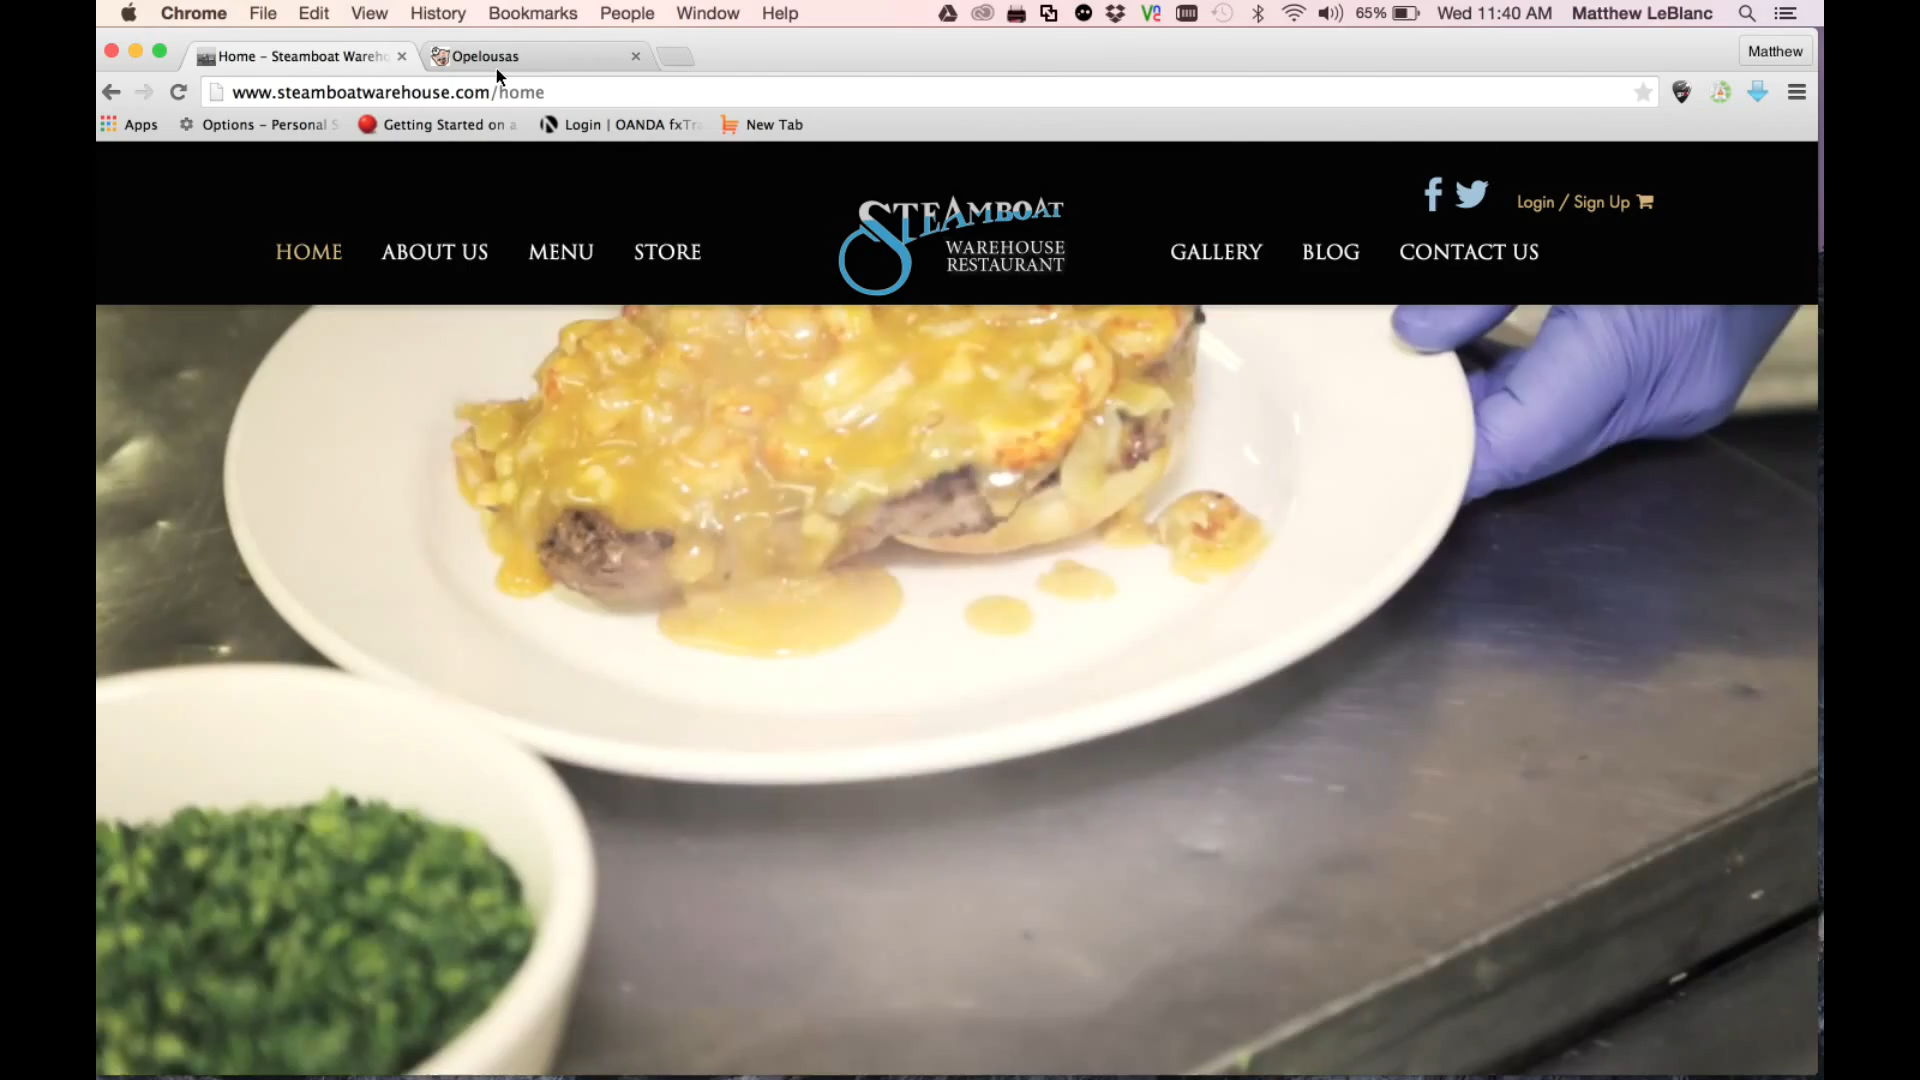 Chrome File Edit View History Bookmarks People Window Help 65% Wed 11:40 AM Matthew LeBlanc
Home – Steamboat Wareho Opelousas Matthew
www.steamboatwarehouse.com/home
Apps Options – Personal S Getting Started on a Login | OANDA fxTra New Tab
Login / Sign Up
HOME ABOUT US MENU STORE STEAMBOAT WAREHOUSE RESTAURANT GALLERY BLOG CONTACT US